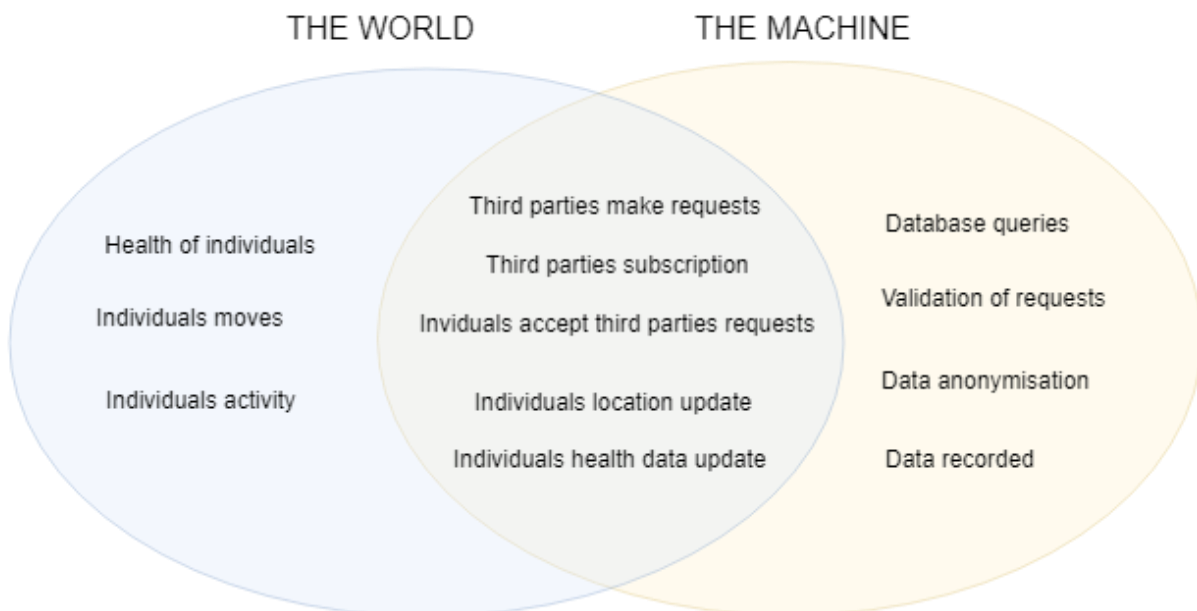 THE WORLD
THE MACHINE
Health of individuals
Individuals moves
Individuals activity
Third parties make requests
Third parties subscription
Inviduals accept third parties requests
Individuals location update
Individuals health data update
Database queries
Validation of requests
Data anonymisation
Data recorded